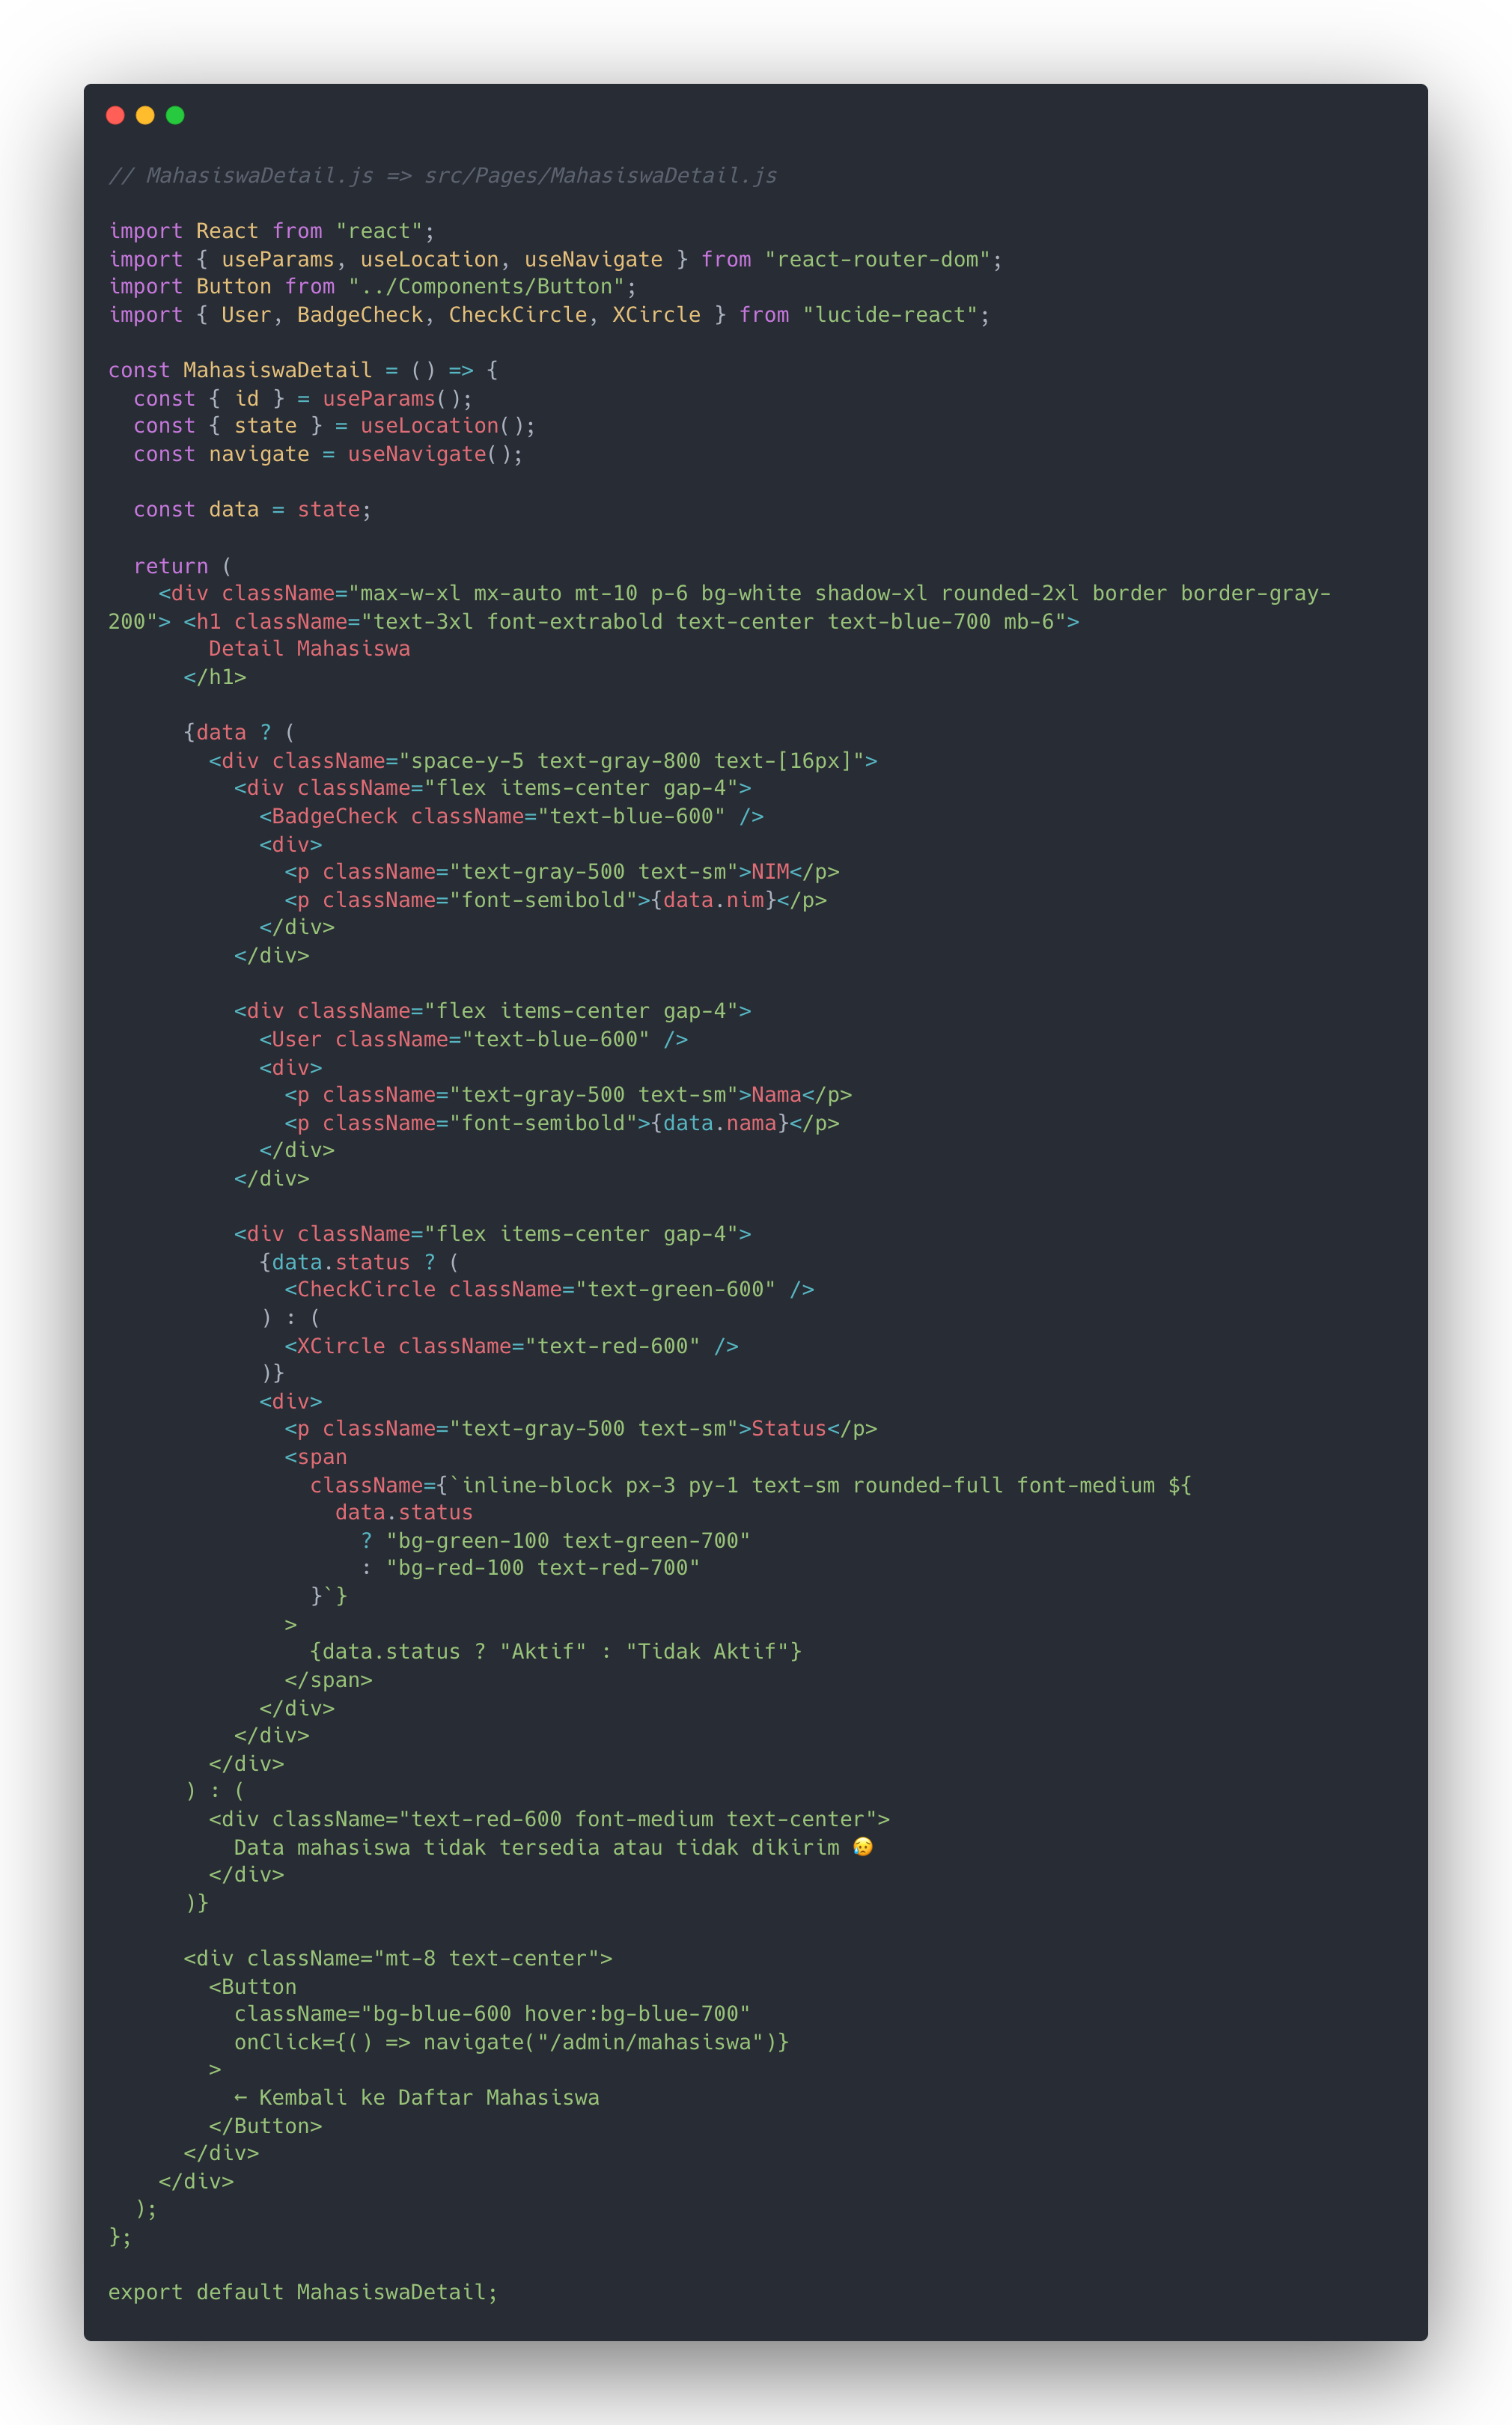 // MahasiswaDetail.js => src/Pages/MahasiswaDetail.js

import React from "react";
import { useParams, useLocation, useNavigate } from "react-router-dom";
import Button from "../Components/Button";
import { User, BadgeCheck, CheckCircle, XCircle } from "lucide-react";

const MahasiswaDetail = () => {
  const { id } = useParams();
  const { state } = useLocation();
  const navigate = useNavigate();

  const data = state;

  return (
    <div className="max-w-xl mx-auto mt-10 p-6 bg-white shadow-xl rounded-2xl border border-gray-
200"> <h1 className="text-3xl font-extrabold text-center text-blue-700 mb-6">
        Detail Mahasiswa
      </h1>

      {data ? (
        <div className="space-y-5 text-gray-800 text-[16px]">
          <div className="flex items-center gap-4">
            <BadgeCheck className="text-blue-600" />
            <div>
              <p className="text-gray-500 text-sm">NIM</p>
              <p className="font-semibold">{data.nim}</p>
            </div>
          </div>

          <div className="flex items-center gap-4">
            <User className="text-blue-600" />
            <div>
              <p className="text-gray-500 text-sm">Nama</p>
              <p className="font-semibold">{data.nama}</p>
            </div>
          </div>

          <div className="flex items-center gap-4">
            {data.status ? (
              <CheckCircle className="text-green-600" />
            ) : (
              <XCircle className="text-red-600" />
            )}
            <div>
              <p className="text-gray-500 text-sm">Status</p>
              <span
                className={`inline-block px-3 py-1 text-sm rounded-full font-medium ${
                  data.status
                    ? "bg-green-100 text-green-700"
                    : "bg-red-100 text-red-700"
                }`}
              >
                {data.status ? "Aktif" : "Tidak Aktif"}
              </span>
            </div>
          </div>
        </div>
      ) : (
        <div className="text-red-600 font-medium text-center">
          Data mahasiswa tidak tersedia atau tidak dikirim 😥
        </div>
      )}

      <div className="mt-8 text-center">
        <Button
          className="bg-blue-600 hover:bg-blue-700"
          onClick={() => navigate("/admin/mahasiswa")}
        >
          ← Kembali ke Daftar Mahasiswa
        </Button>
      </div>
    </div>
  );
};

export default MahasiswaDetail;